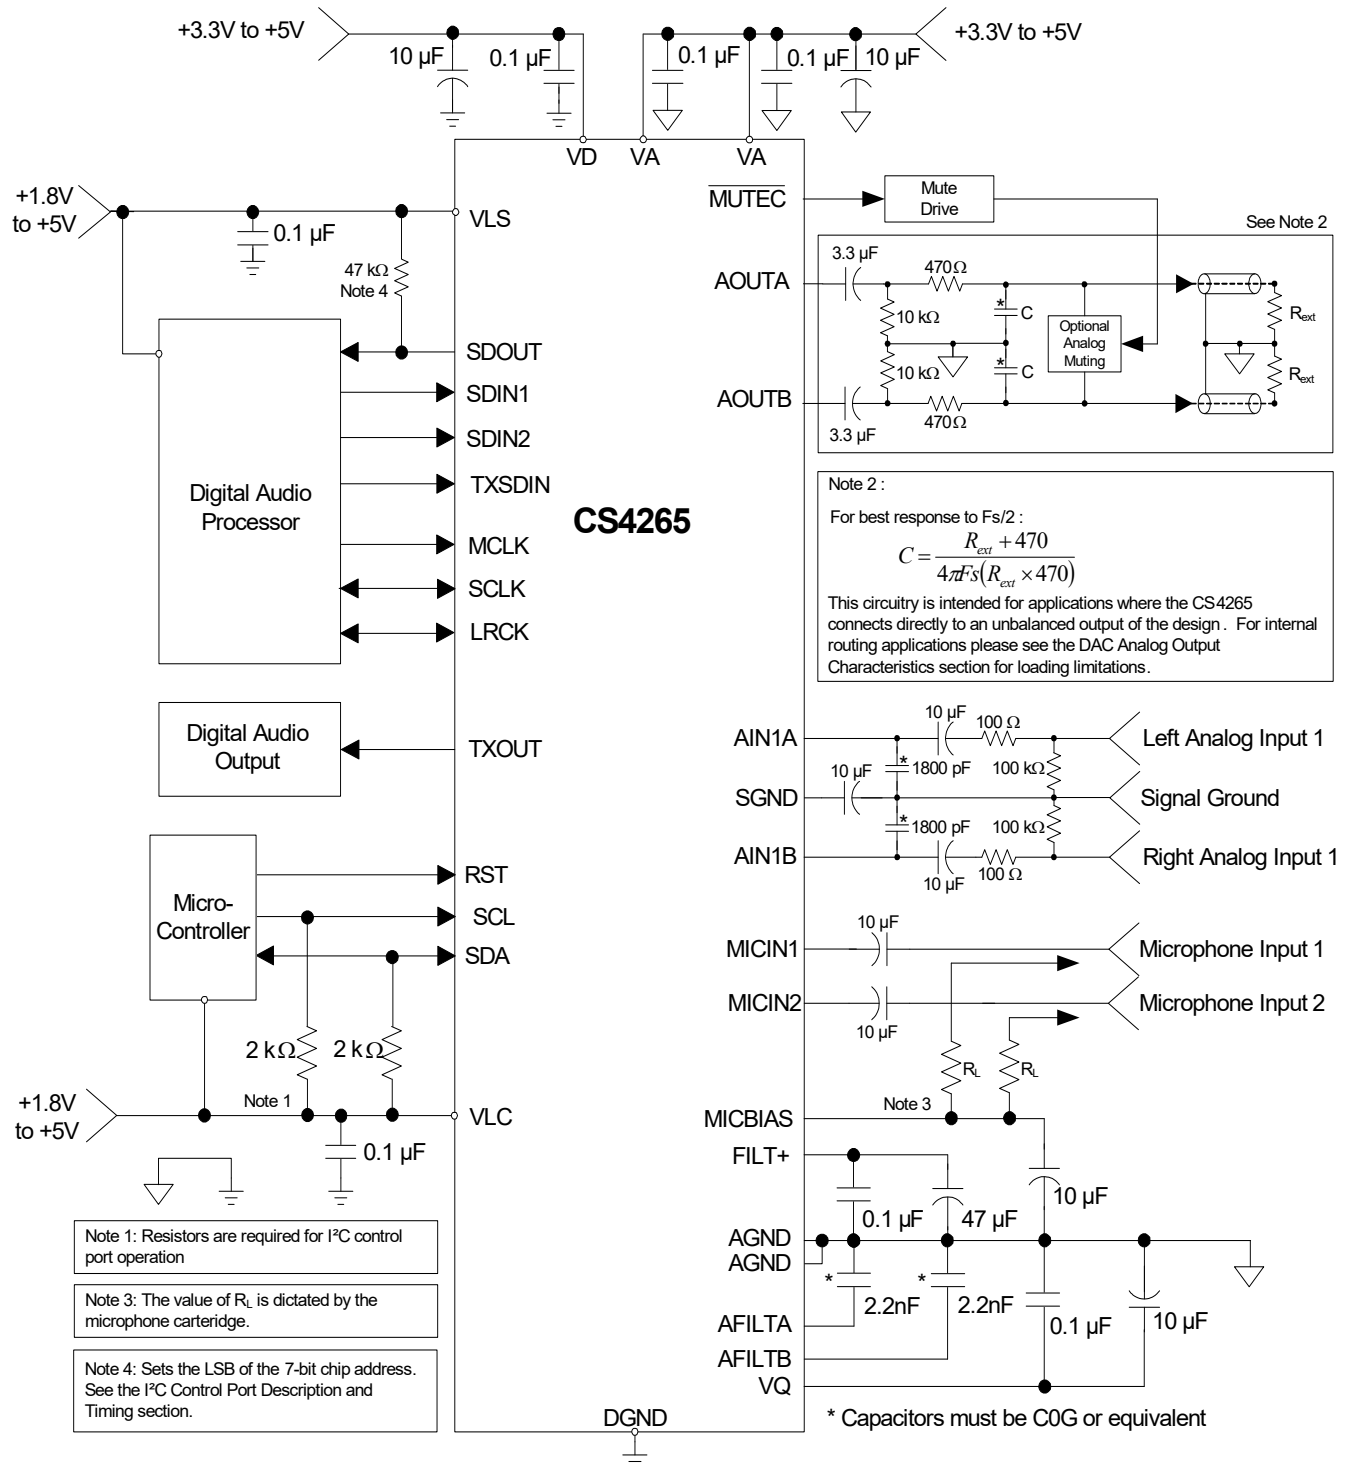 +3.3V to +5V
10 µF
0.1 µF
0.1 µF
0.1 µF
10 µF
+3.3V to +5V
VD
VA
VA
+1.8V
to +5V
0.1 µF
47 kΩ
Note 4
VLS
SDOUT
SDIN1
SDIN2
TXSDIN
MCLK
SCLK
LRCK
Digital Audio
Processor
CS4265
Digital Audio
Output
TXOUT
Micro-
Controller
RST
SCL
SDA
2 kΩ
2 kΩ
+1.8V
to +5V
Note 1
VLC
0.1 µF
Note 1: Resistors are required for I²C control
port operation
Note 3: The value of RL is dictated by the
microphone carteridge.
Note 4: Sets the LSB of the 7-bit chip address.
See the I²C Control Port Description and
Timing section.
DGND
MUTEC
Mute
Drive
See Note 2
AOUTA
3.3 µF
470Ω
10 kΩ
* C
Optional
Analog
Muting
Rext
10 kΩ
* C
Rext
AOUTB
3.3 µF
470Ω
Note 2 :
For best response to Fs/2 :
C = Rext + 470 / 4πFs(Rext × 470)
This circuitry is intended for applications where the CS4265
connects directly to an unbalanced output of the design . For internal
routing applications please see the DAC Analog Output
Characteristics section for loading limitations.
AIN1A
10 µF
100 Ω
Left Analog Input 1
10 µF
*
1800 pF
100 kΩ
SGND
Signal Ground
*
1800 pF
100 kΩ
AIN1B
10 µF
100 Ω
Right Analog Input 1
10 µF
MICIN1
Microphone Input 1
MICIN2
10 µF
Microphone Input 2
RL
RL
MICBIAS
Note 3
FILT+
0.1 µF
47 µF
10 µF
AGND
AGND
*
2.2nF
*
2.2nF
0.1 µF
10 µF
AFILTA
AFILTB
VQ
* Capacitors must be C0G or equivalent